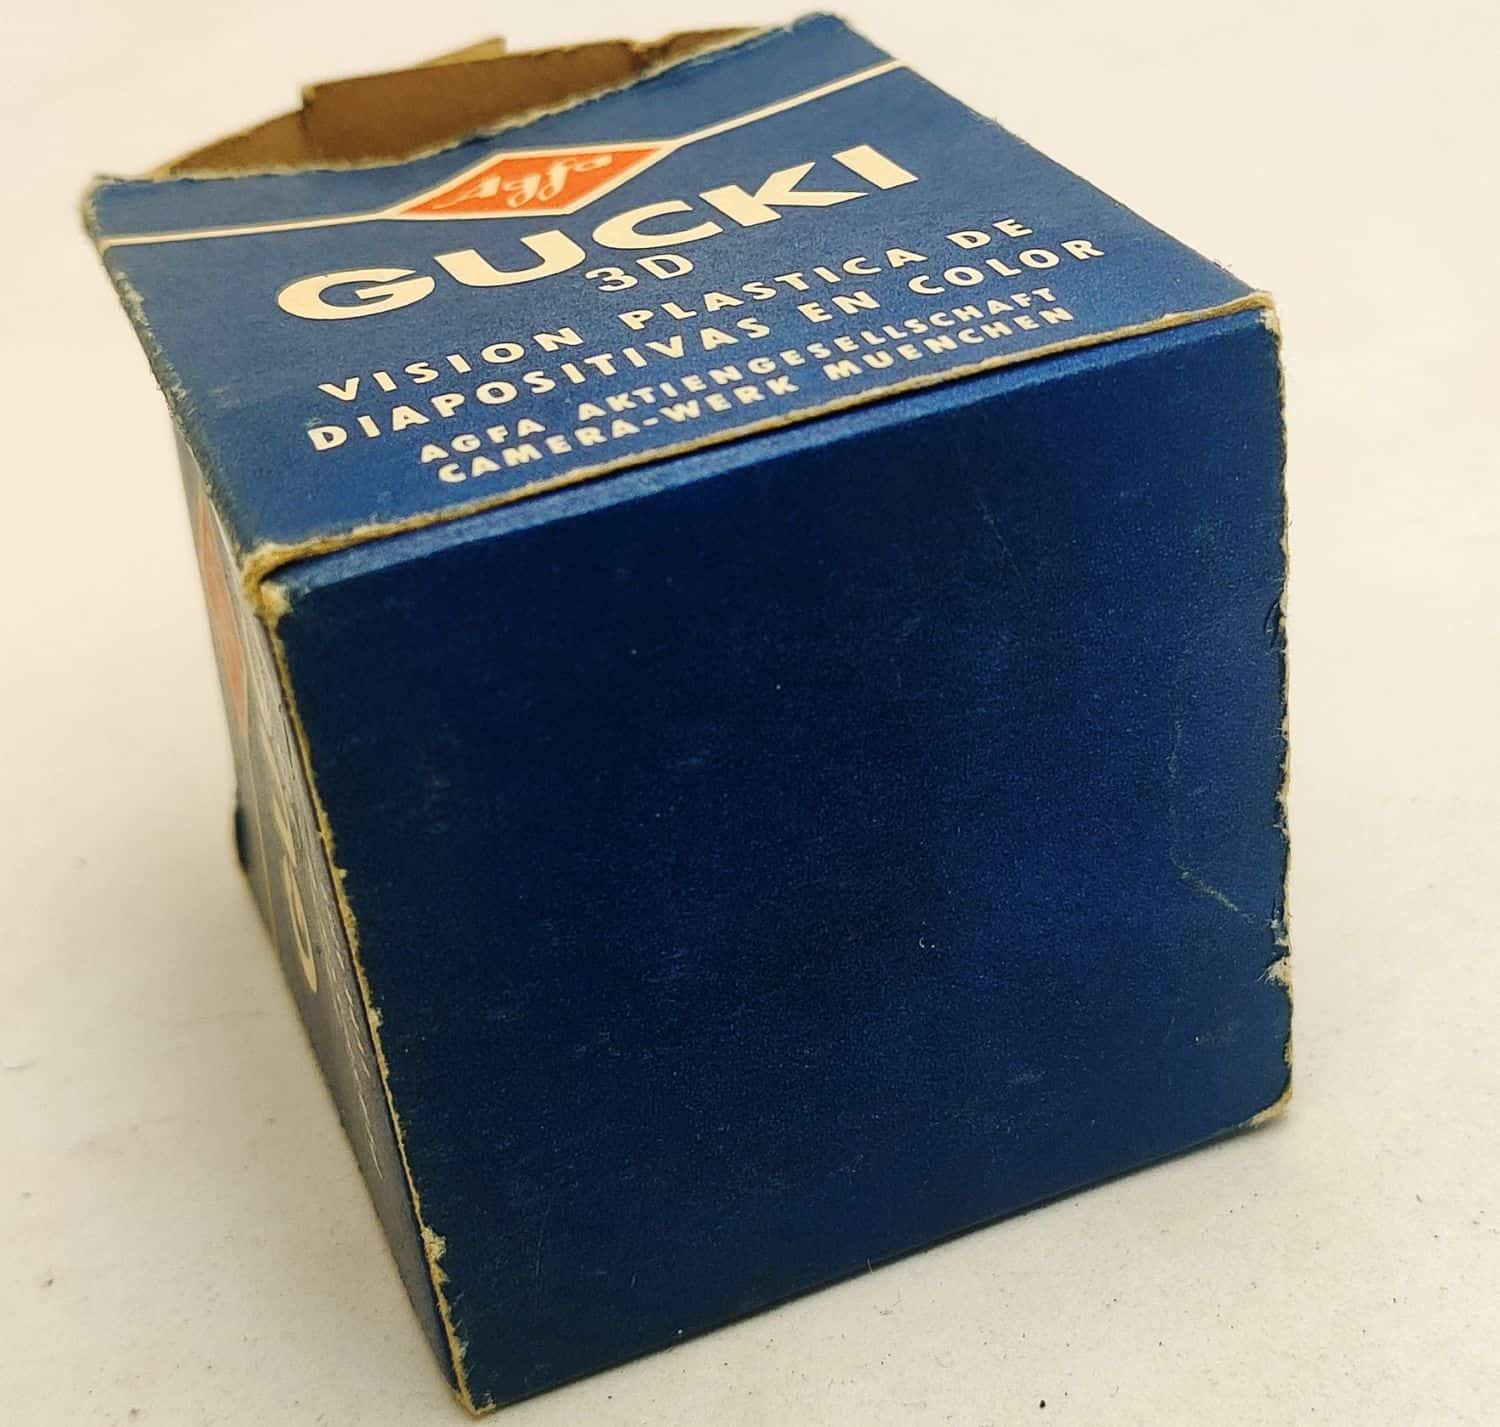 Agfa
GUCKI
3D
VISION PLASTICA DE
DIAPOSITIVAS EN COLOR
AGFA AKTIENGESELLSCHAFT
CAMERA-WERK MUENCHEN